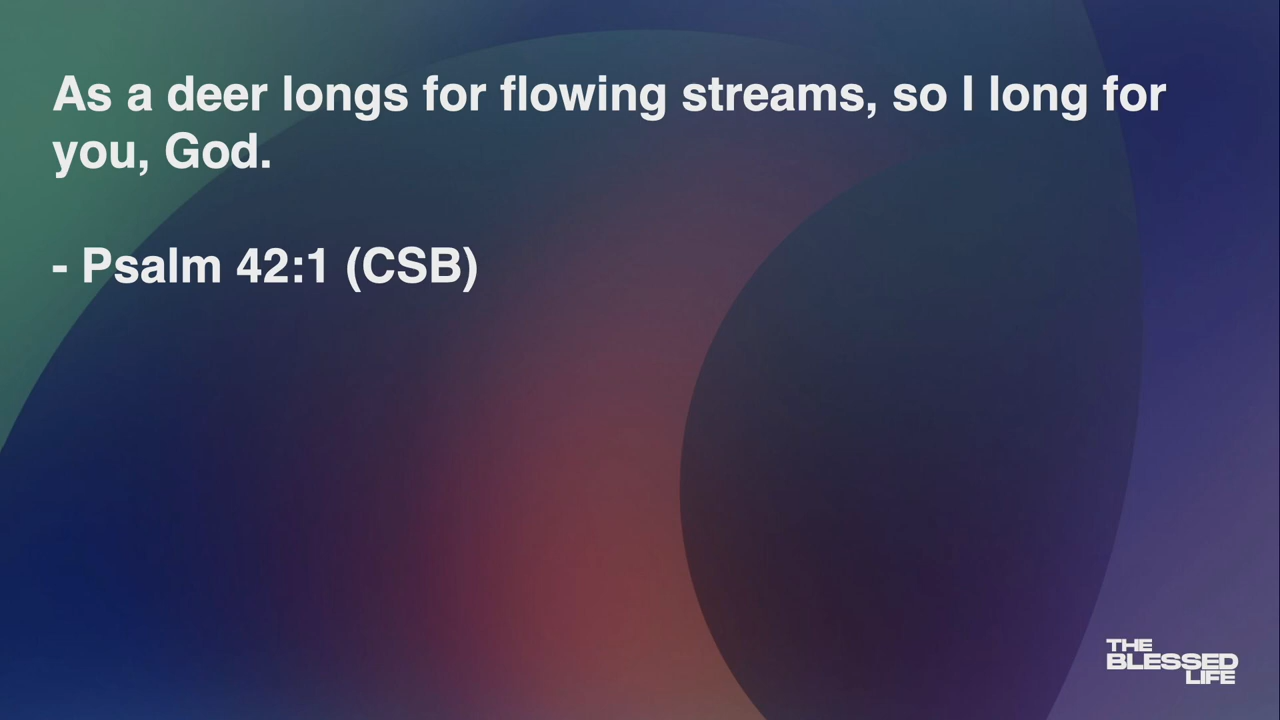 As a deer longs for flowing streams, so I long for
you, God.
- Psalm 42:1 (CSB)
THE
BLESSED
LIFE